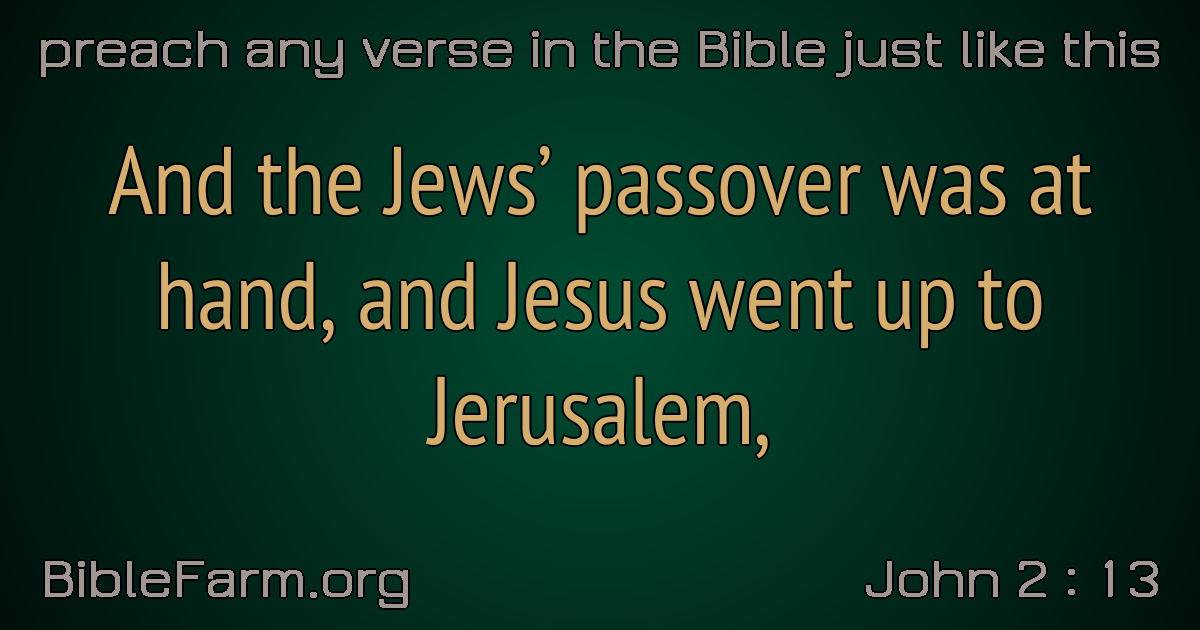 preach any verse in the Bible just like this
And the Jews’ passover was at
hand, and Jesus went up to
Jerusalem,
BibleFarm.org
John 2 : 13